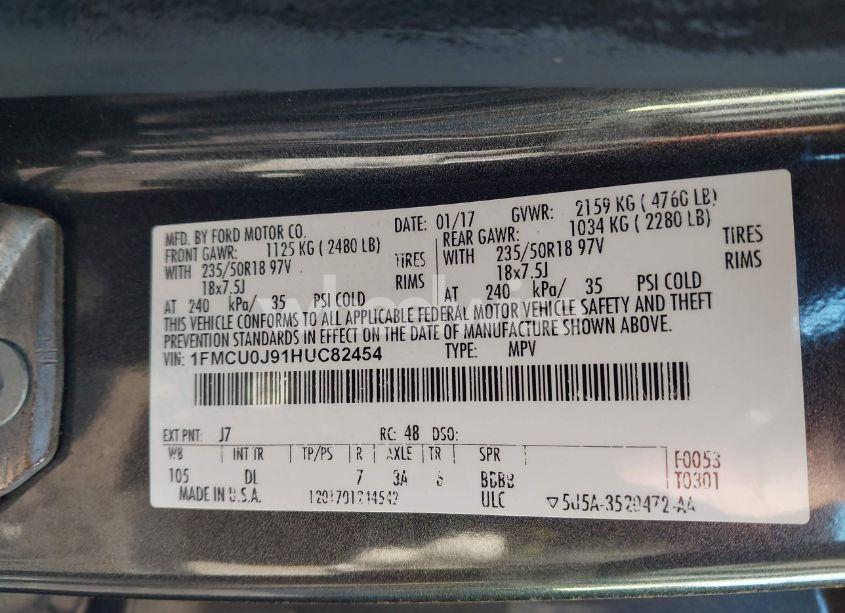 MFD. BY FORD MOTOR CO. DATE: 01/17 GVWR: 2159 KG ( 4760 LB)
FRONT GAWR: 1125 KG ( 2480 LB) REAR GAWR: 1034 KG ( 2280 LB)
WITH 235/50R18 97V TIRES WITH 235/50R18 97V TIRES
18x7.5J RIMS 18x7.5J RIMS
AT 240 kPa/ 35 PSI COLD AT 240 kPa/ 35 PSI COLD
THIS VEHICLE CONFORMS TO ALL APPLICABLE FEDERAL MOTOR VEHICLE SAFETY AND THEFT
PREVENTION STANDARDS IN EFFECT ON THE DATE OF MANUFACTURE SHOWN ABOVE.
VIN: 1FMCU0J91HUC82454 TYPE: MPV
EXT PNT: J7 RC: 48 DSO:
WB INT TR TP/PS R AXLE TR SPR F0053
105 DL 7 3A 6 BBBB T0301
MADE IN U.S.A. ULC